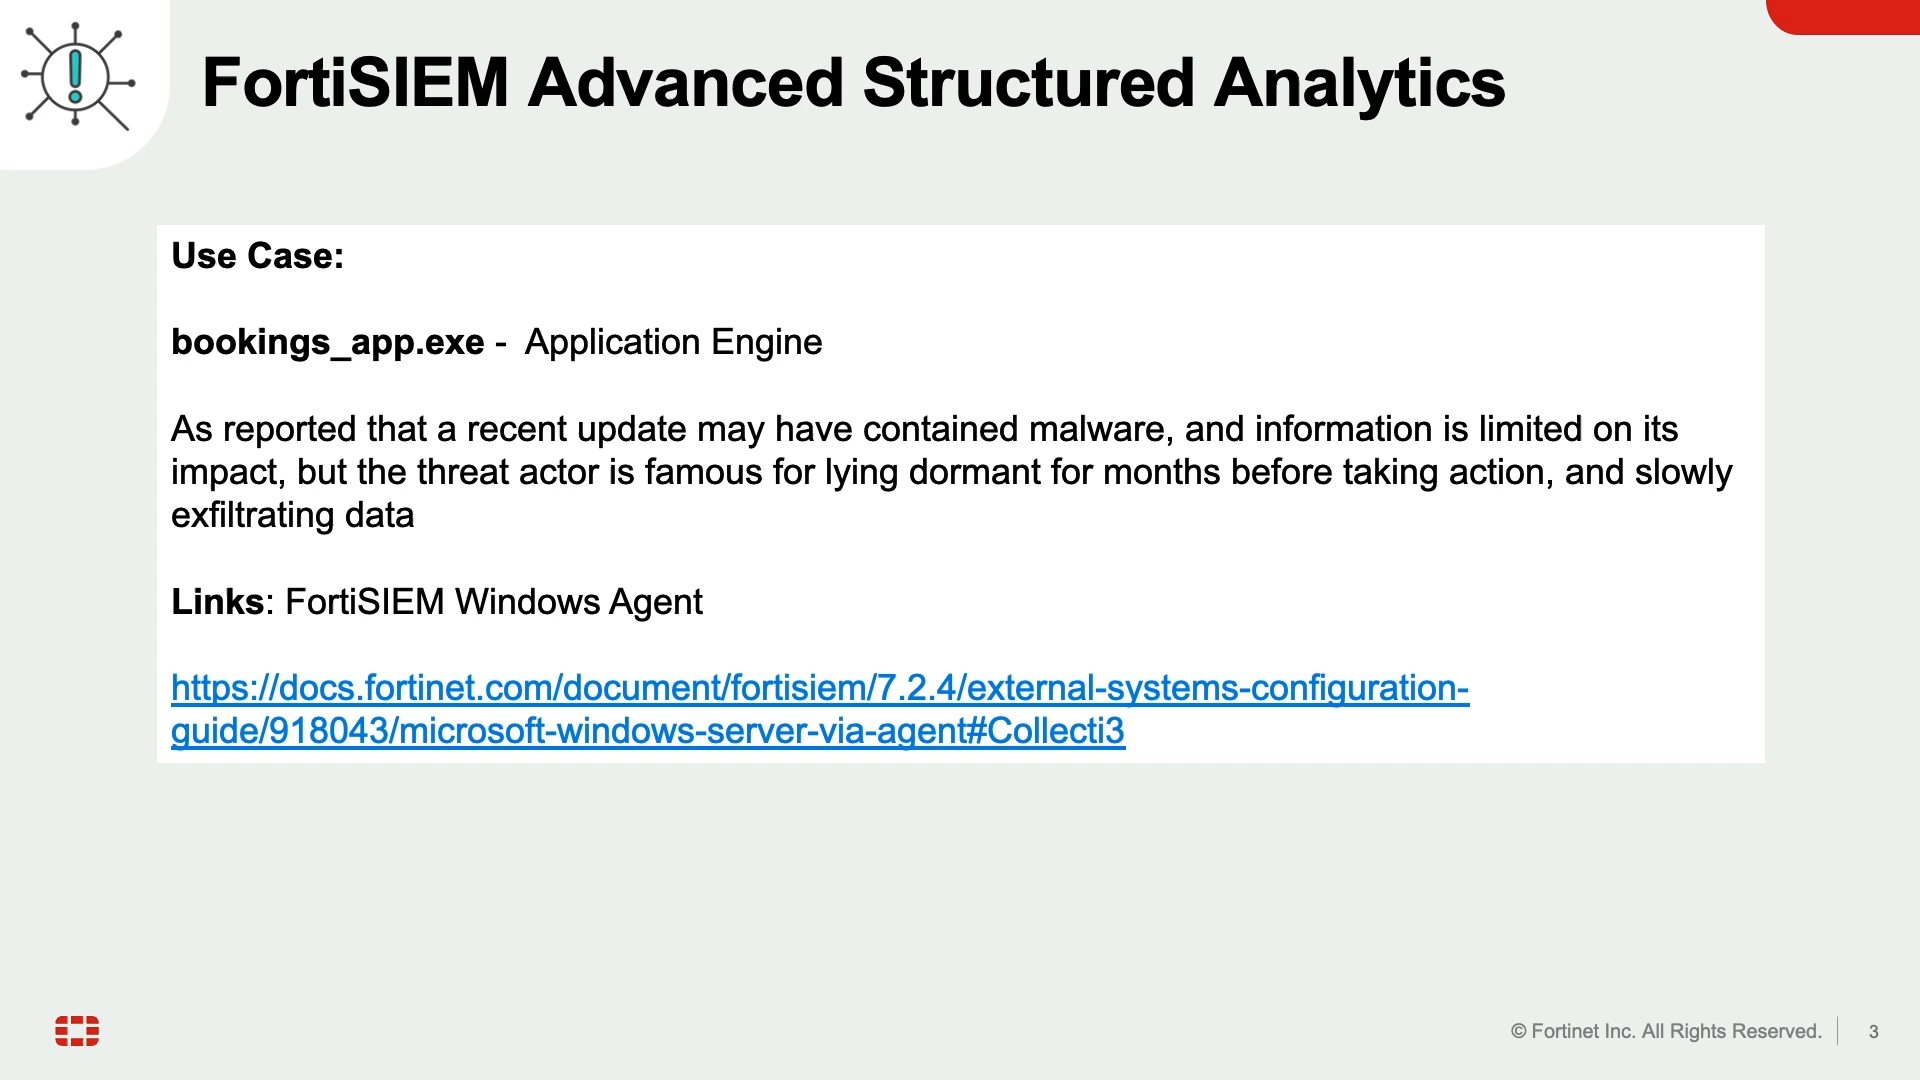 FortiSIEM Advanced Structured Analytics
Use Case:
bookings_app.exe -  Application Engine
As reported that a recent update may have contained malware, and information is limited on its
impact, but the threat actor is famous for lying dormant for months before taking action, and slowly
exfiltrating data
Links: FortiSIEM Windows Agent
https://docs.fortinet.com/document/fortisiem/7.2.4/external-systems-configuration-
guide/918043/microsoft-windows-server-via-agent#Collecti3
© Fortinet Inc. All Rights Reserved.
3